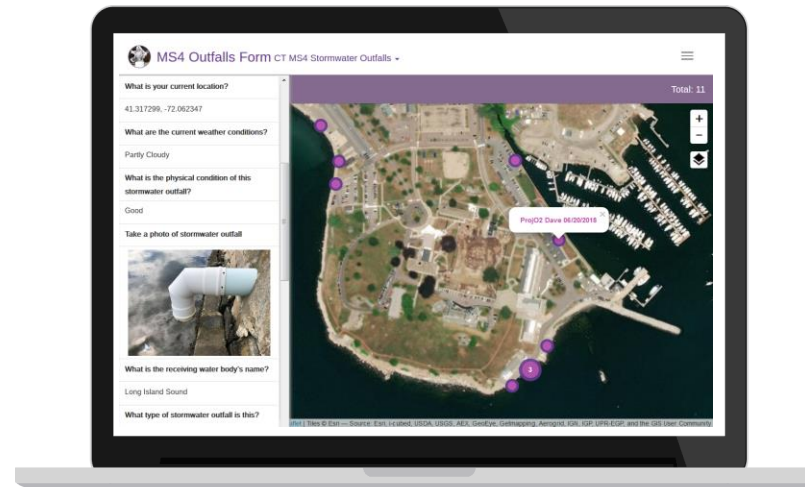 MS4 Outfalls Form CT MS4 Stormwater Outfalls
What is your current location?
41.317299, -72.062347
What are the current weather conditions?
Partly Cloudy
What is the physical condition of this
stormwater outfall?
Good
Take a photo of stormwater outfall
What is the receiving water body's name?
Long Island Sound
What type of stormwater outfall is this?
Total: 11
+
−
ProjO2 Dave 06/20/2018
×
3
| Tiles © Esri — Source: Esri, i-cubed, USDA, USGS, AEX, GeoEye, Getmapping, Aerogrid, IGN, IGP, UPR-EGP, and the GIS User Community